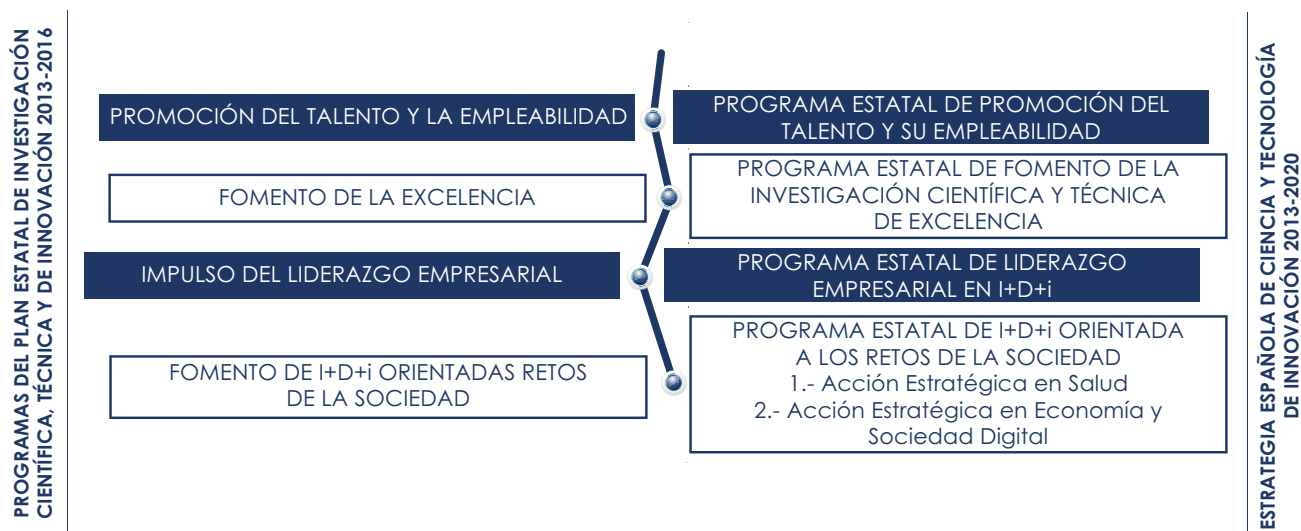 PROGRAMAS DEL PLAN ESTATAL DE INVESTIGACIÓN
CIENTÍFICA, TÉCNICA Y DE INNOVACIÓN 2013-2016
PROMOCIÓN DEL TALENTO Y LA EMPLEABILIDAD
PROGRAMA ESTATAL DE PROMOCIÓN DEL
TALENTO Y SU EMPLEABILIDAD
FOMENTO DE LA EXCELENCIA
PROGRAMA ESTATAL DE FOMENTO DE LA
INVESTIGACIÓN CIENTÍFICA Y TÉCNICA
DE EXCELENCIA
IMPULSO DEL LIDERAZGO EMPRESARIAL
PROGRAMA ESTATAL DE LIDERAZGO
EMPRESARIAL EN I+D+i
FOMENTO DE I+D+i ORIENTADAS RETOS
DE LA SOCIEDAD
PROGRAMA ESTATAL DE I+D+i ORIENTADA
A LOS RETOS DE LA SOCIEDAD
1.- Acción Estratégica en Salud
2.- Acción Estratégica en Economía y
Sociedad Digital
ESTRATEGIA ESPAÑOLA DE CIENCIA Y TECNOLOGÍA
DE INNOVACIÓN 2013-2020